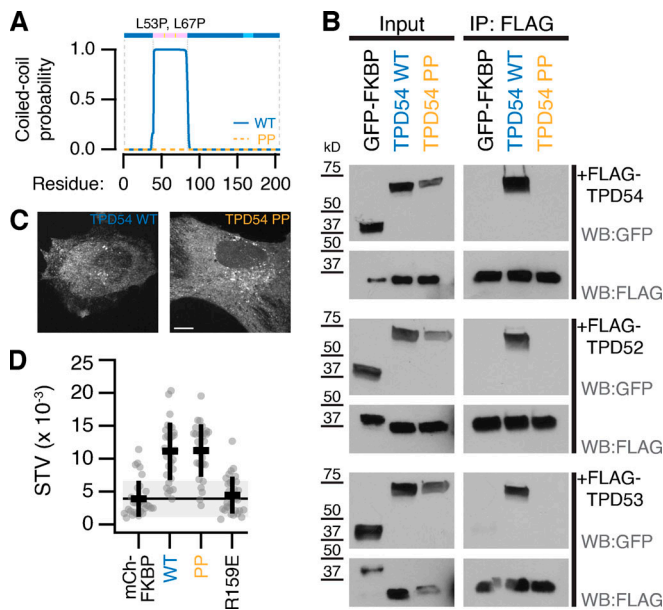 A
L53P, L67P
Coiled-coil
probability
1.0
0.5
0.0
WT
PP
Residue: 0 50 100 150 200
B
Input
IP: FLAG
GFP-FKBP
TPD54 WT
TPD54 PP
GFP-FKBP
TPD54 WT
TPD54 PP
kD
75
50
37
+FLAG-
TPD54
WB:GFP
50
37
WB:FLAG
75
50
37
+FLAG-
TPD52
WB:GFP
50
37
WB:FLAG
75
50
37
+FLAG-
TPD53
WB:GFP
50
37
WB:FLAG
C
TPD54 WT
TPD54 PP
D
STV (x 10-3)
25
20
15
10
5
0
mCh-
FKBP
WT
PP
R159E